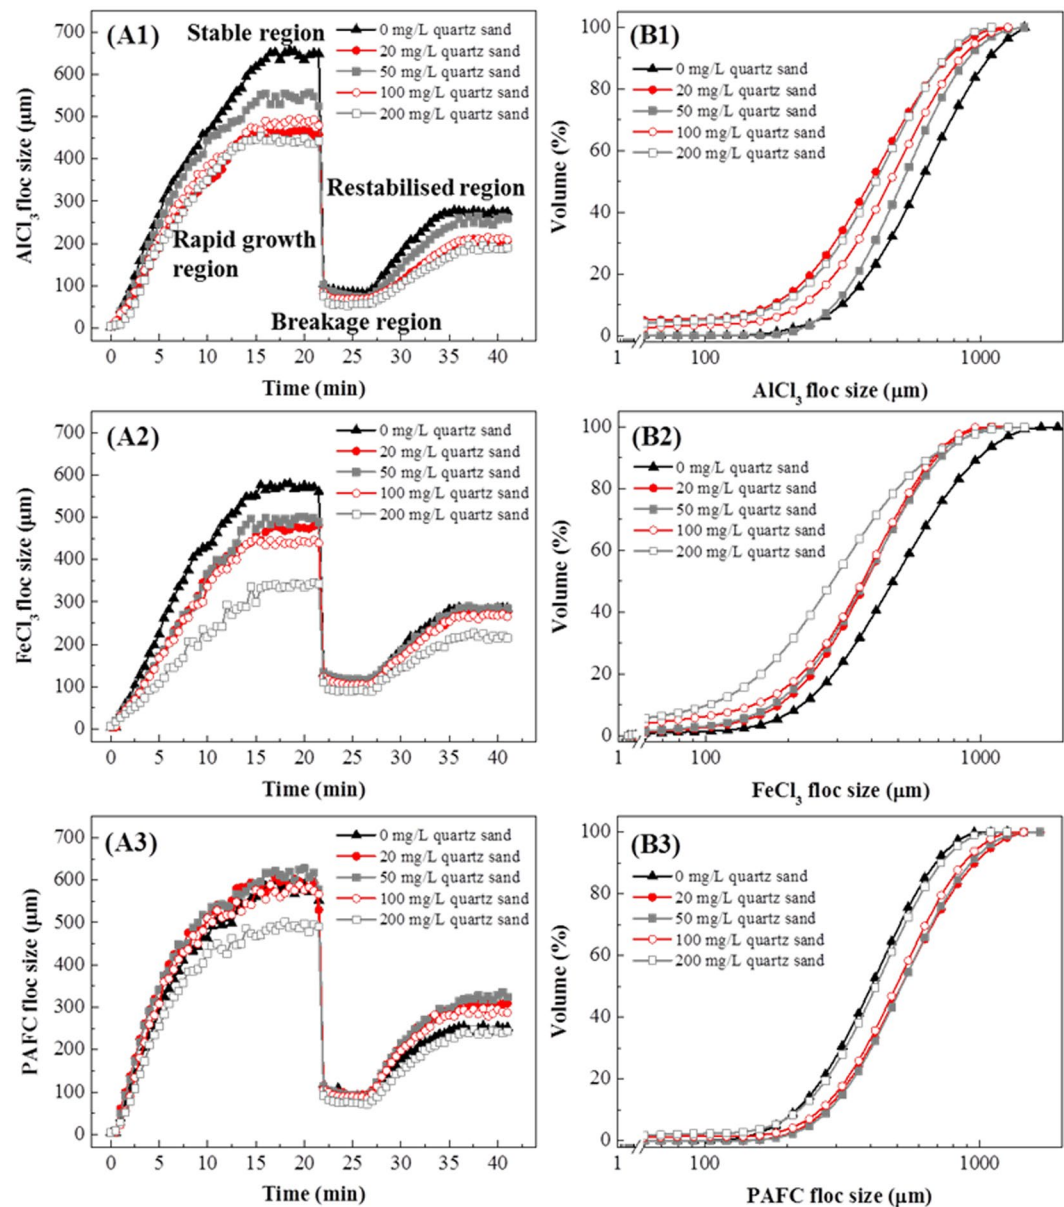 (A1)
Stable region
0 mg/L quartz sand
20 mg/L quartz sand
50 mg/L quartz sand
100 mg/L quartz sand
200 mg/L quartz sand
Restabilised region
Rapid growth
region
Breakage region
AlCl₃ floc size (μm)
700
600
500
400
300
200
100
0
0 5 10 15 20 25 30 35 40
Time (min)
(B1)
0 mg/L quartz sand
20 mg/L quartz sand
50 mg/L quartz sand
100 mg/L quartz sand
200 mg/L quartz sand
Volume (%)
100
80
60
40
20
0
1 100 1000
AlCl₃ floc size (μm)
(A2)
0 mg/L quartz sand
20 mg/L quartz sand
50 mg/L quartz sand
100 mg/L quartz sand
200 mg/L quartz sand
FeCl₃ floc size (μm)
700
600
500
400
300
200
100
0
0 5 10 15 20 25 30 35 40
Time (min)
(B2)
0 mg/L quartz sand
20 mg/L quartz sand
50 mg/L quartz sand
100 mg/L quartz sand
200 mg/L quartz sand
Volume (%)
100
80
60
40
20
0
1 100 1000
FeCl₃ floc size (μm)
(A3)
0 mg/L quartz sand
20 mg/L quartz sand
50 mg/L quartz sand
100 mg/L quartz sand
200 mg/L quartz sand
PAFC floc size (μm)
700
600
500
400
300
200
100
0
0 5 10 15 20 25 30 35 40
Time (min)
(B3)
0 mg/L quartz sand
20 mg/L quartz sand
50 mg/L quartz sand
100 mg/L quartz sand
200 mg/L quartz sand
Volume (%)
100
80
60
40
20
0
1 100 1000
PAFC floc size (μm)